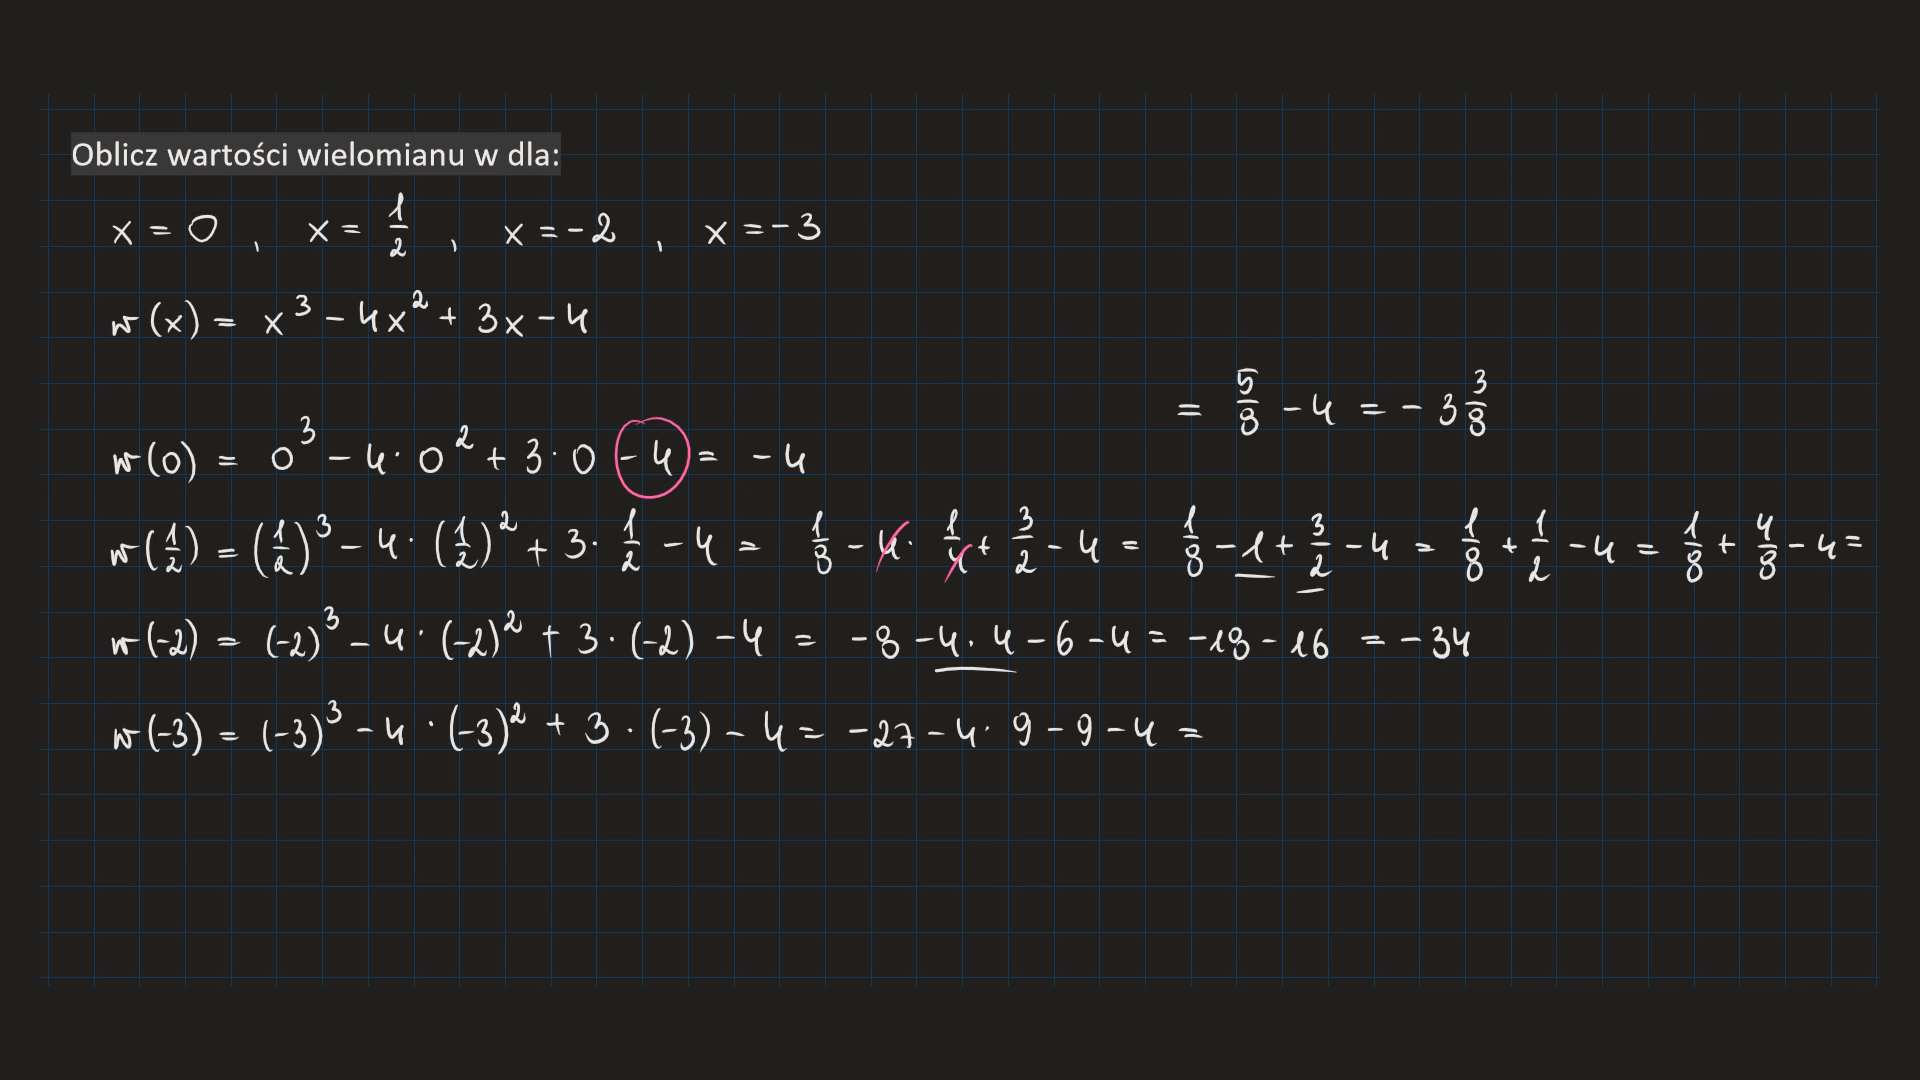 Oblicz wartości wielomianu w dla:
x = 0 , x = 1/2 , x = -2 , x = -3
w(x) = x³ - 4x² + 3x - 4
= 5/8 - 4 = - 3 3/8
w(0) = 0³ - 4 · 0² + 3 · 0 - 4 = - 4
w(1/2) = (1/2)³ - 4 · (1/2)² + 3 · 1/2 - 4 = 1/8 - 4 · 1/4 + 3/2 - 4 = 1/8 - 1 + 3/2 - 4 = 1/8 + 1/2 - 4 = 1/8 + 4/8 - 4 =
w(-2) = (-2)³ - 4 · (-2)² + 3 · (-2) - 4 = -8 - 4 · 4 - 6 - 4 = -18 - 16 = - 34
w(-3) = (-3)³ - 4 · (-3)² + 3 · (-3) - 4 = -27 - 4 · 9 - 9 - 4 =